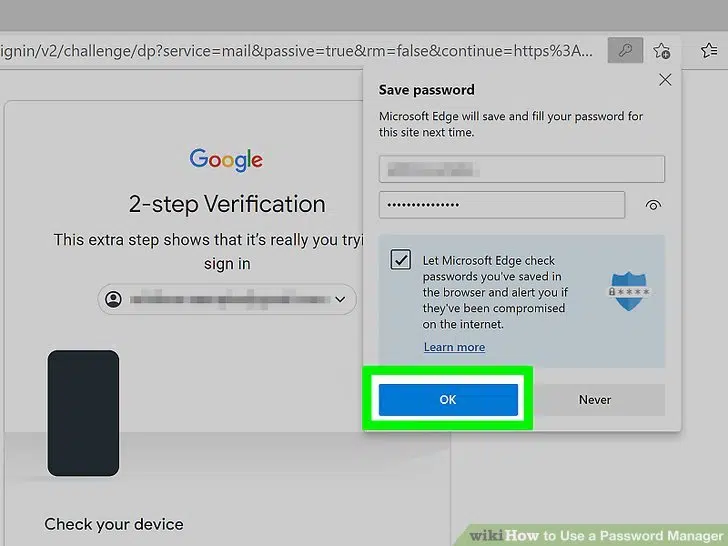 ignin/v2/challenge/dp?service=mail&passive=true&rm=false&continue=https%3A...
Save password
Microsoft Edge will save and fill your password for
this site next time.
Google
2-step Verification
This extra step shows that it's really you
sign in
••••••••••••••
Let Microsoft Edge check
passwords you've saved in
the browser and alert you if
they've been compromised
on the internet.
Learn more
OK
Never
Check your device
wikiHow to Use a Password Manager